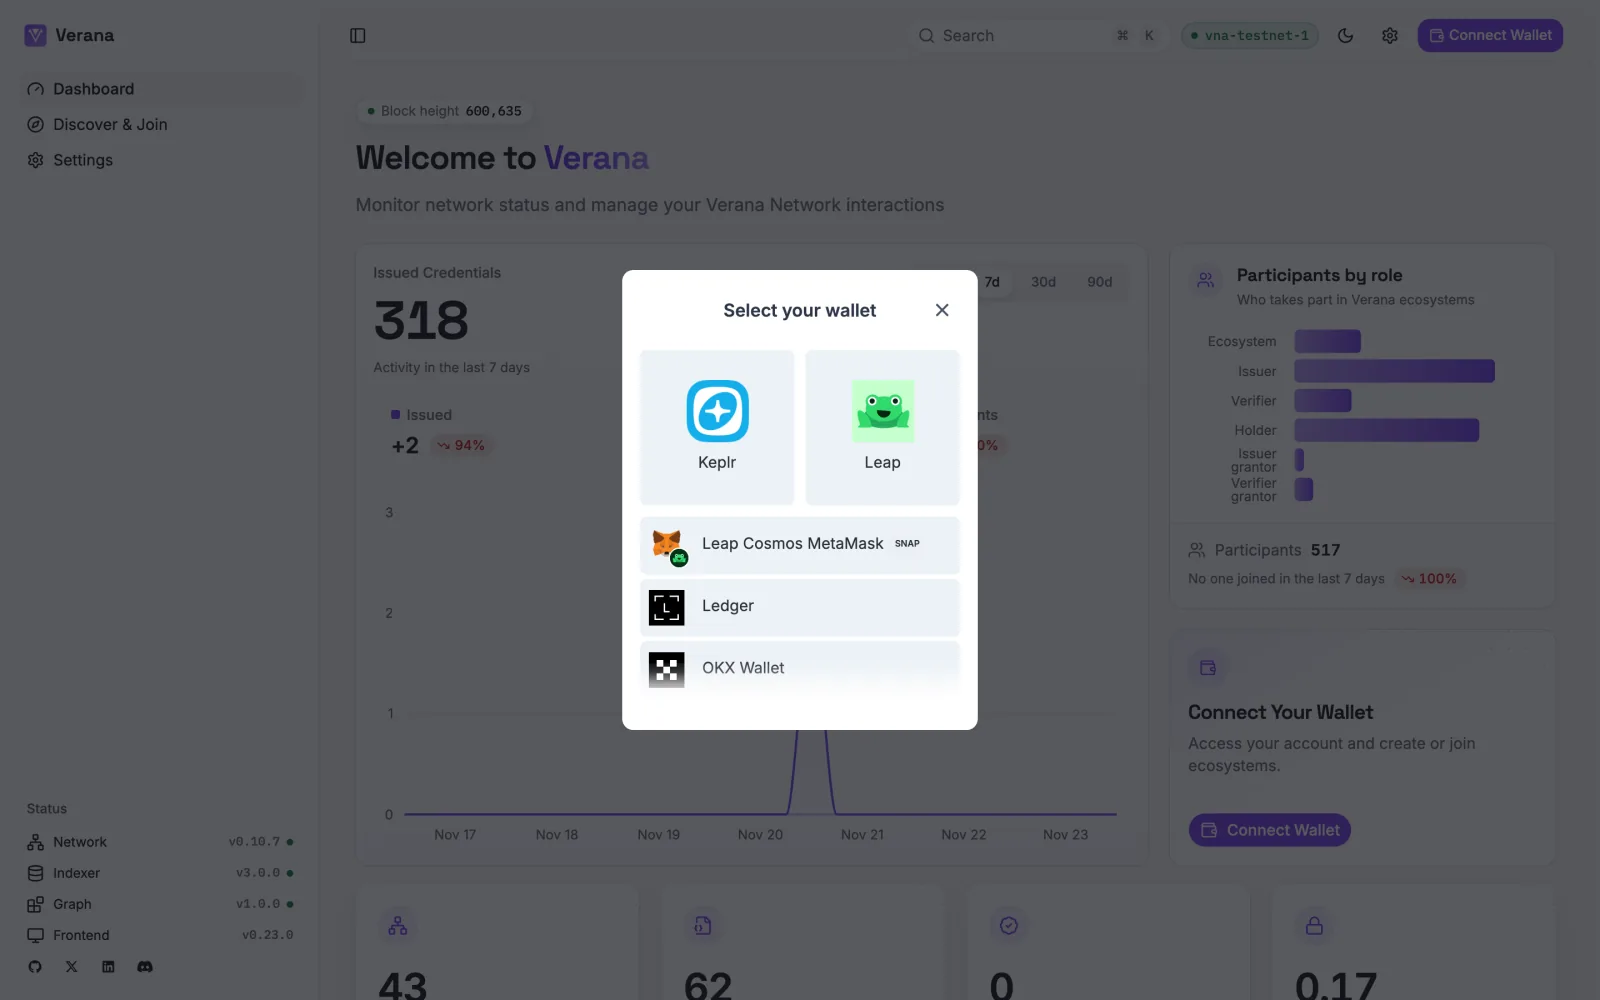 Verana
Search
⌘ K
vna-testnet-1
Connect Wallet
Dashboard
Discover & Join
Settings
Block height 600,635
Welcome to Verana
Monitor network status and manage your Verana Network interactions
Issued Credentials
318
Activity in the last 7 days
7d 30d 90d
Issued
+2 94%
3
2
1
0
Nov 17 Nov 18 Nov 19 Nov 20 Nov 21 Nov 22 Nov 23
Select your wallet
Keplr
Leap
Leap Cosmos MetaMask SNAP
Ledger
OKX Wallet
Participants by role
Who takes part in Verana ecosystems
Ecosystem
Issuer
Verifier
Holder
Issuer
grantor
Verifier
grantor
Participants 517
No one joined in the last 7 days 100%
Connect Your Wallet
Access your account and create or join
ecosystems.
Connect Wallet
Status
Network v0.10.7
Indexer v3.0.0
Graph v1.0.0
Frontend v0.23.0
43
62
0
0.17